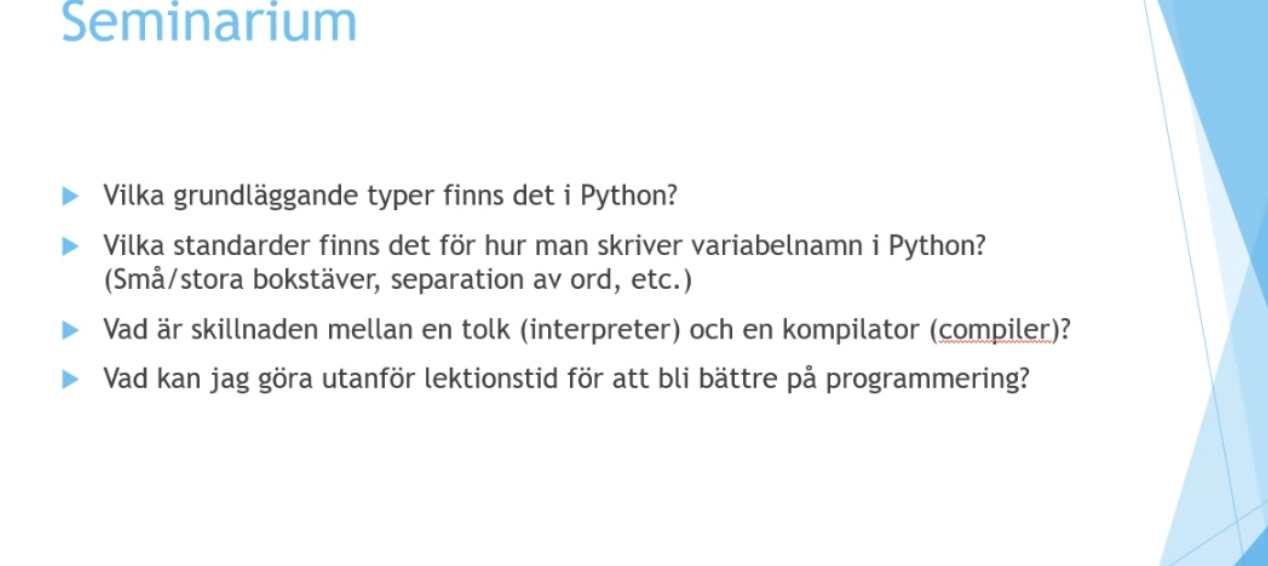 Seminarium
Vilka grundläggande typer finns det i Python?
Vilka standarder finns det för hur man skriver variabelnamn i Python?
(Små/stora bokstäver, separation av ord, etc.)
Vad är skillnaden mellan en tolk (interpreter) och en kompilator (compiler)?
Vad kan jag göra utanför lektionstid för att bli bättre på programmering?